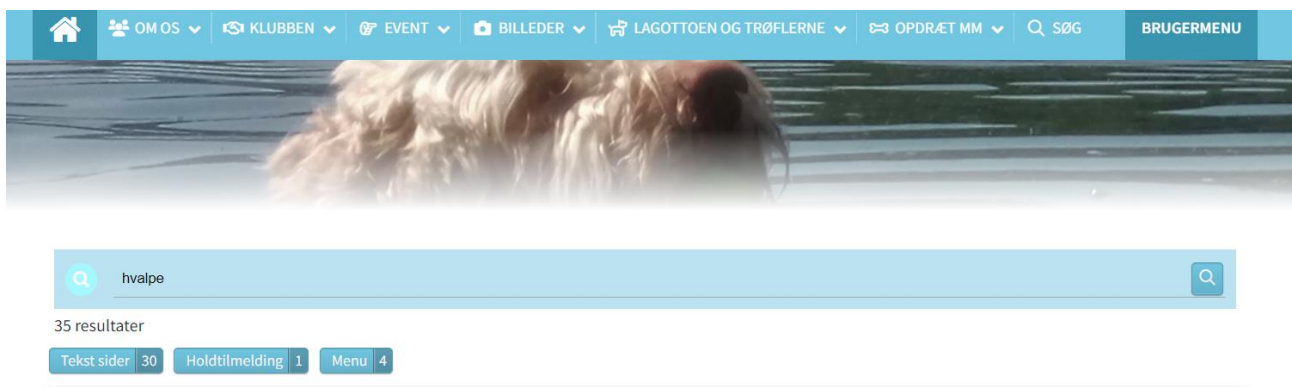 OM OS KLUBBEN EVENT BILLEDER LAGOTTOEN OG TRØFLERNE OPDRÆT MM SØG BRUGERMENU
hvalpe
35 resultater
Tekst sider 30 Holdtilmelding 1 Menu 4